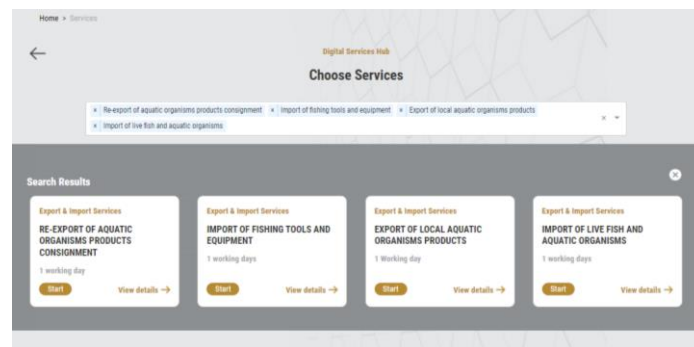 Home > Services
←
Digital Services Hub
Choose Services
× Re-export of aquatic organisms products consignment × Import of fishing tools and equipment × Export of local aquatic organisms products
× Import of live fish and aquatic organisms
Search Results
Export & Import Services
RE-EXPORT OF AQUATIC
ORGANISMS PRODUCTS
CONSIGNMENT
1 working day
Start View details →
Export & Import Services
IMPORT OF FISHING TOOLS AND
EQUIPMENT
1 working days
Start View details →
Export & Import Services
EXPORT OF LOCAL AQUATIC
ORGANISMS PRODUCTS
1 Working day
Start View details →
Export & Import Services
IMPORT OF LIVE FISH AND
AQUATIC ORGANISMS
1 working days
Start View details →